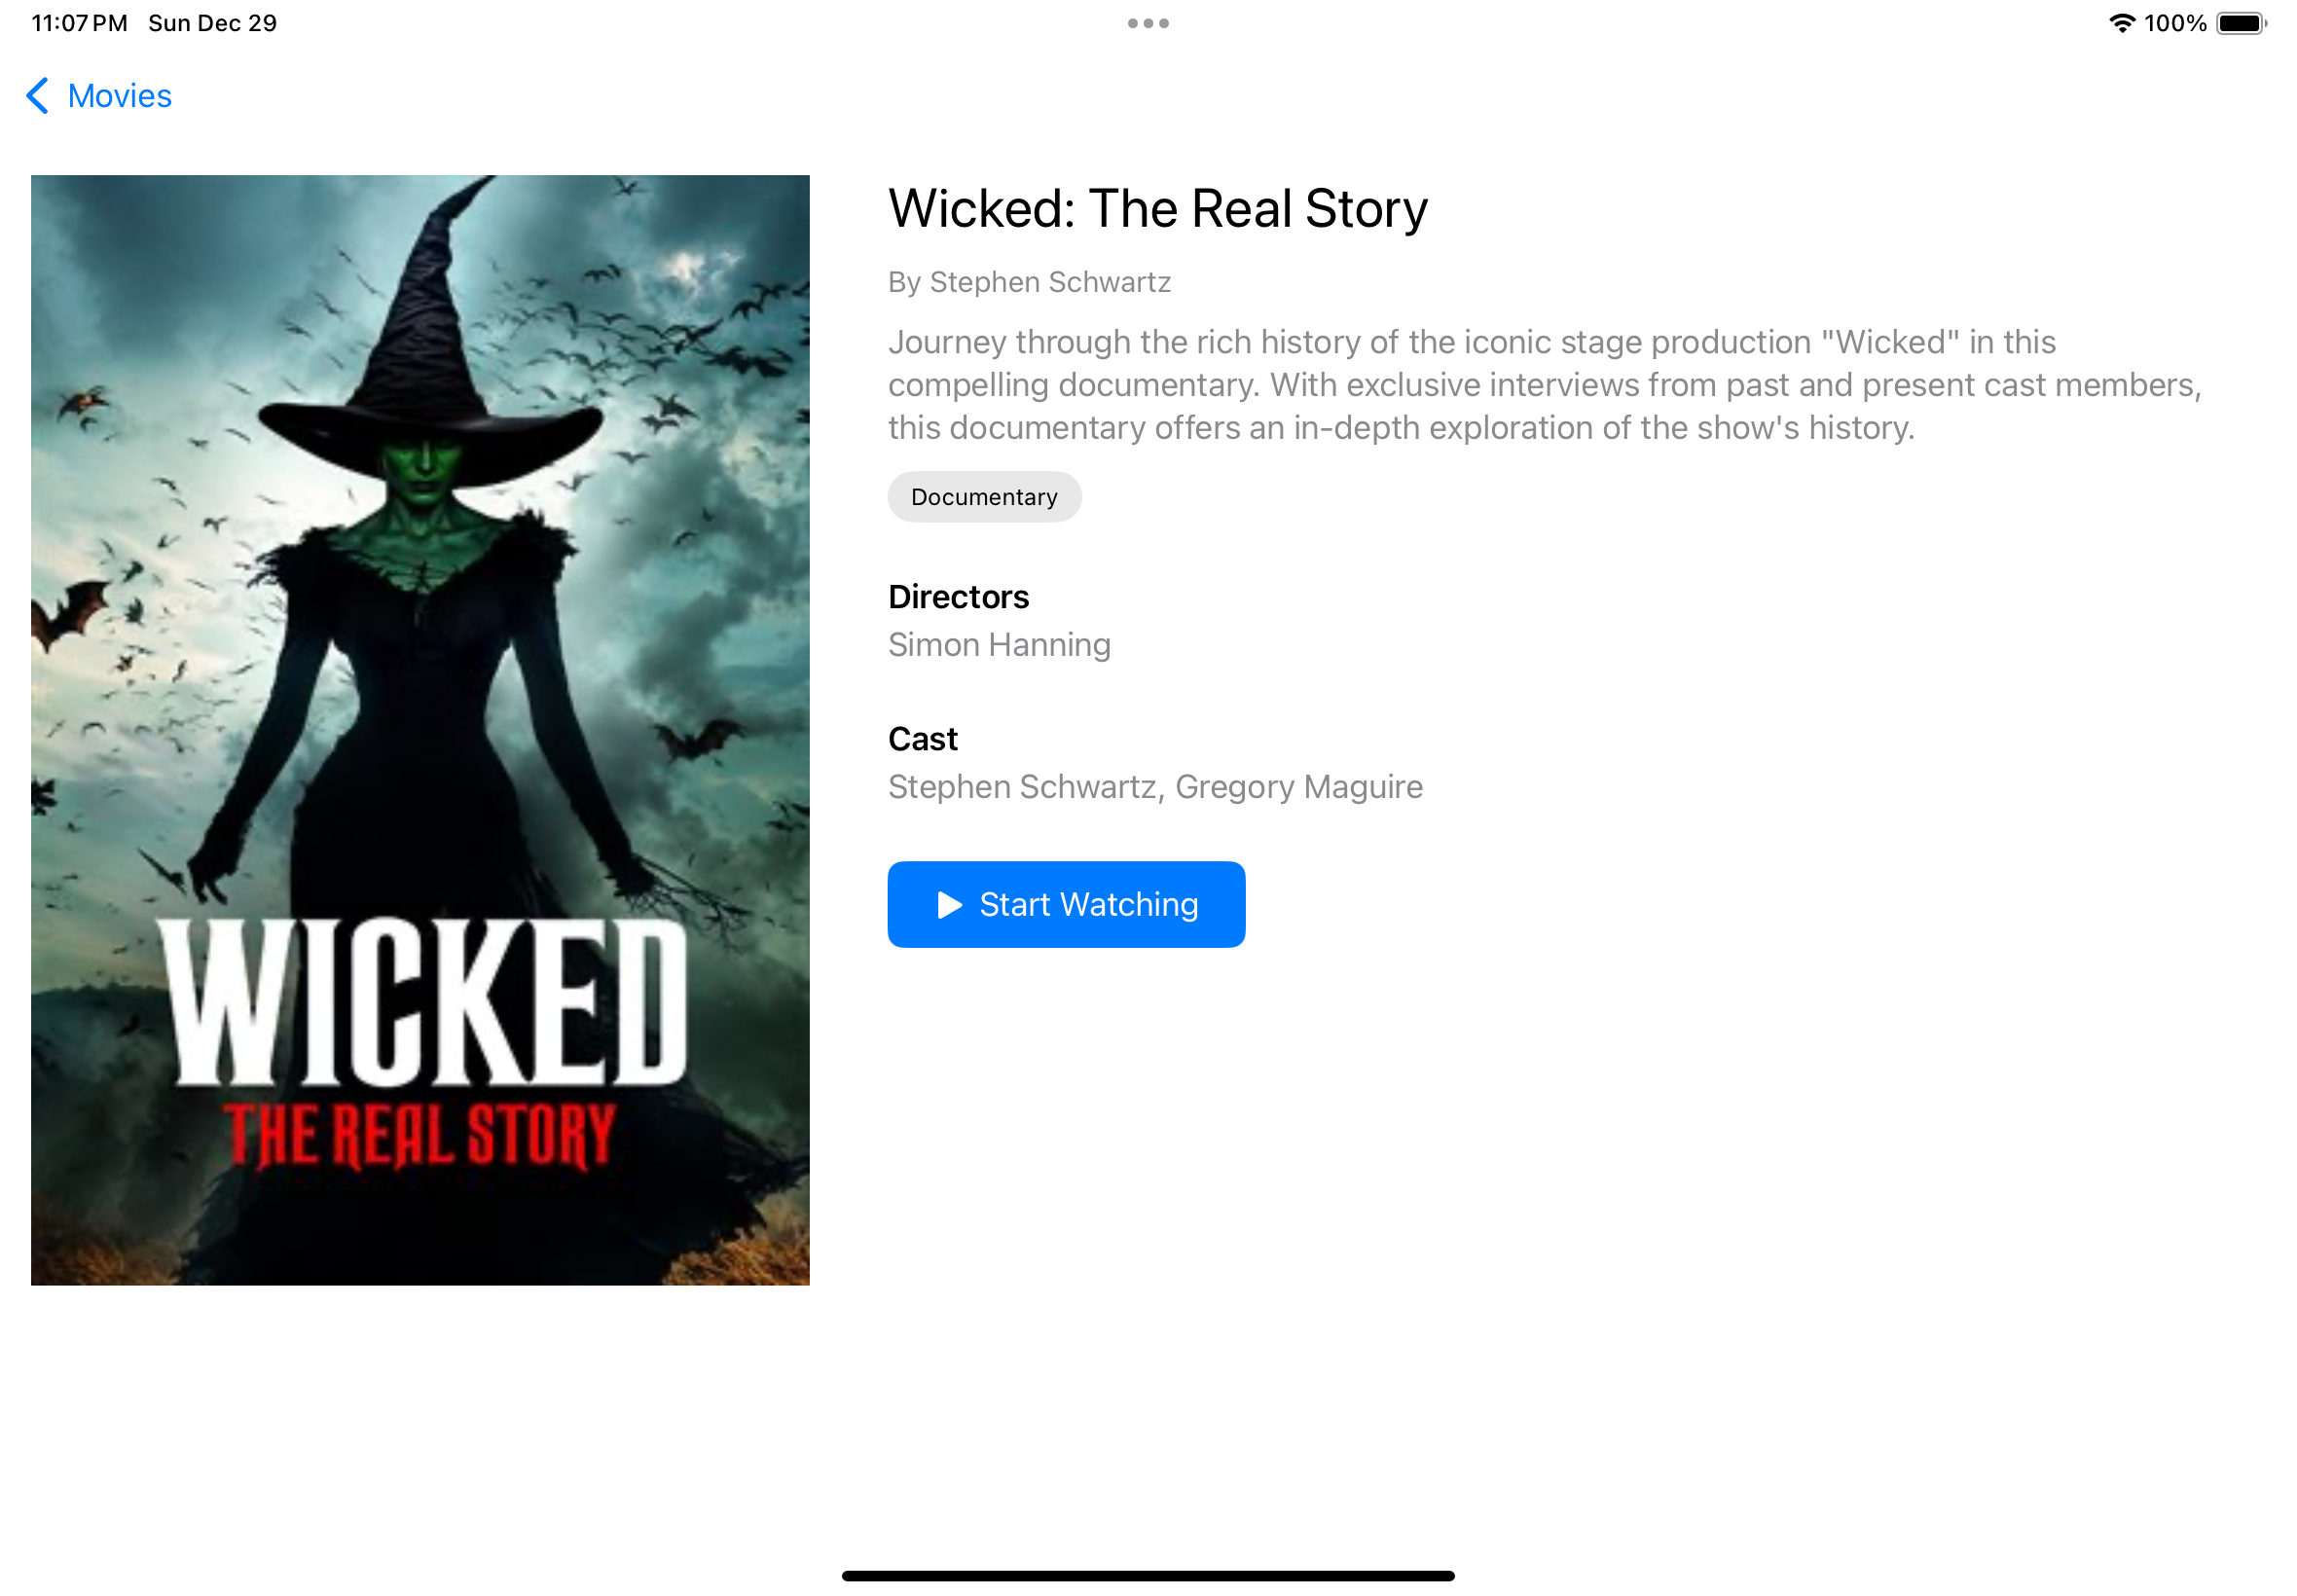 11:07 PM Sun Dec 29
100%
Movies
WICKED
THE REAL STORY
Wicked: The Real Story
By Stephen Schwartz
Journey through the rich history of the iconic stage production "Wicked" in this
compelling documentary. With exclusive interviews from past and present cast members,
this documentary offers an in-depth exploration of the show's history.
Documentary
Directors
Simon Hanning
Cast
Stephen Schwartz, Gregory Maguire
Start Watching